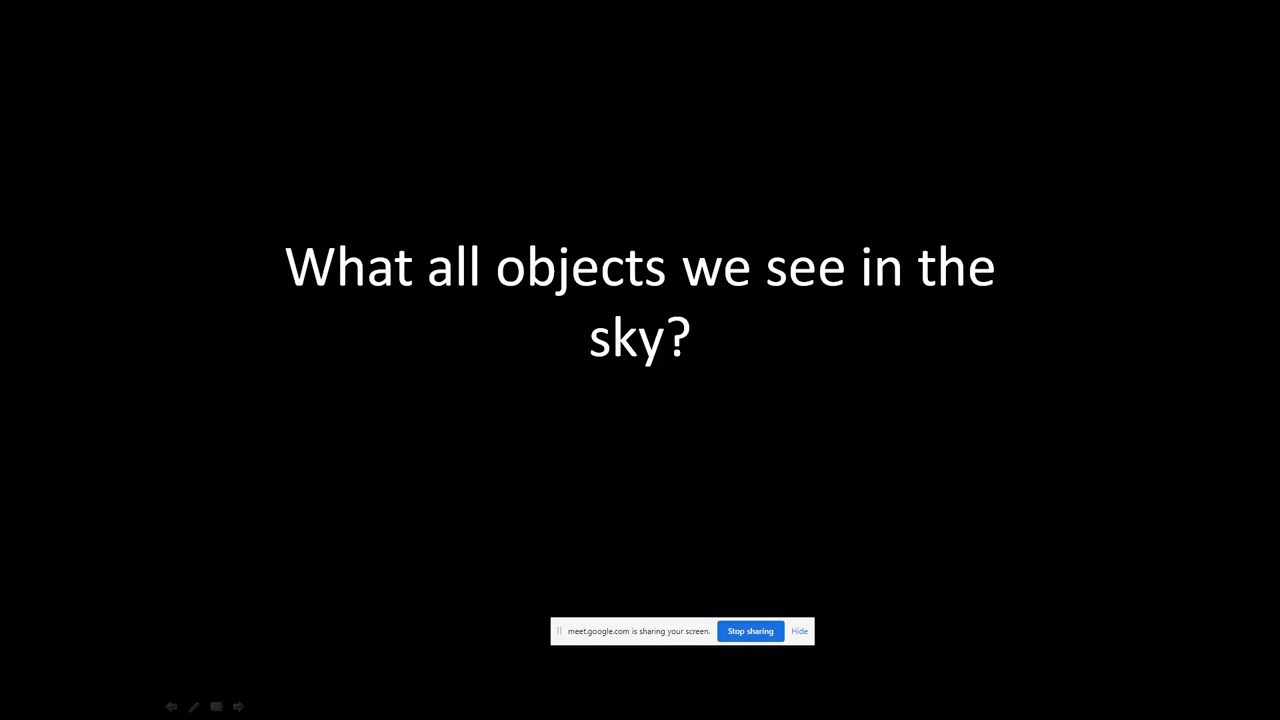 What all objects we see in the
sky?
meet.google.com is sharing your screen. Stop sharing Hide